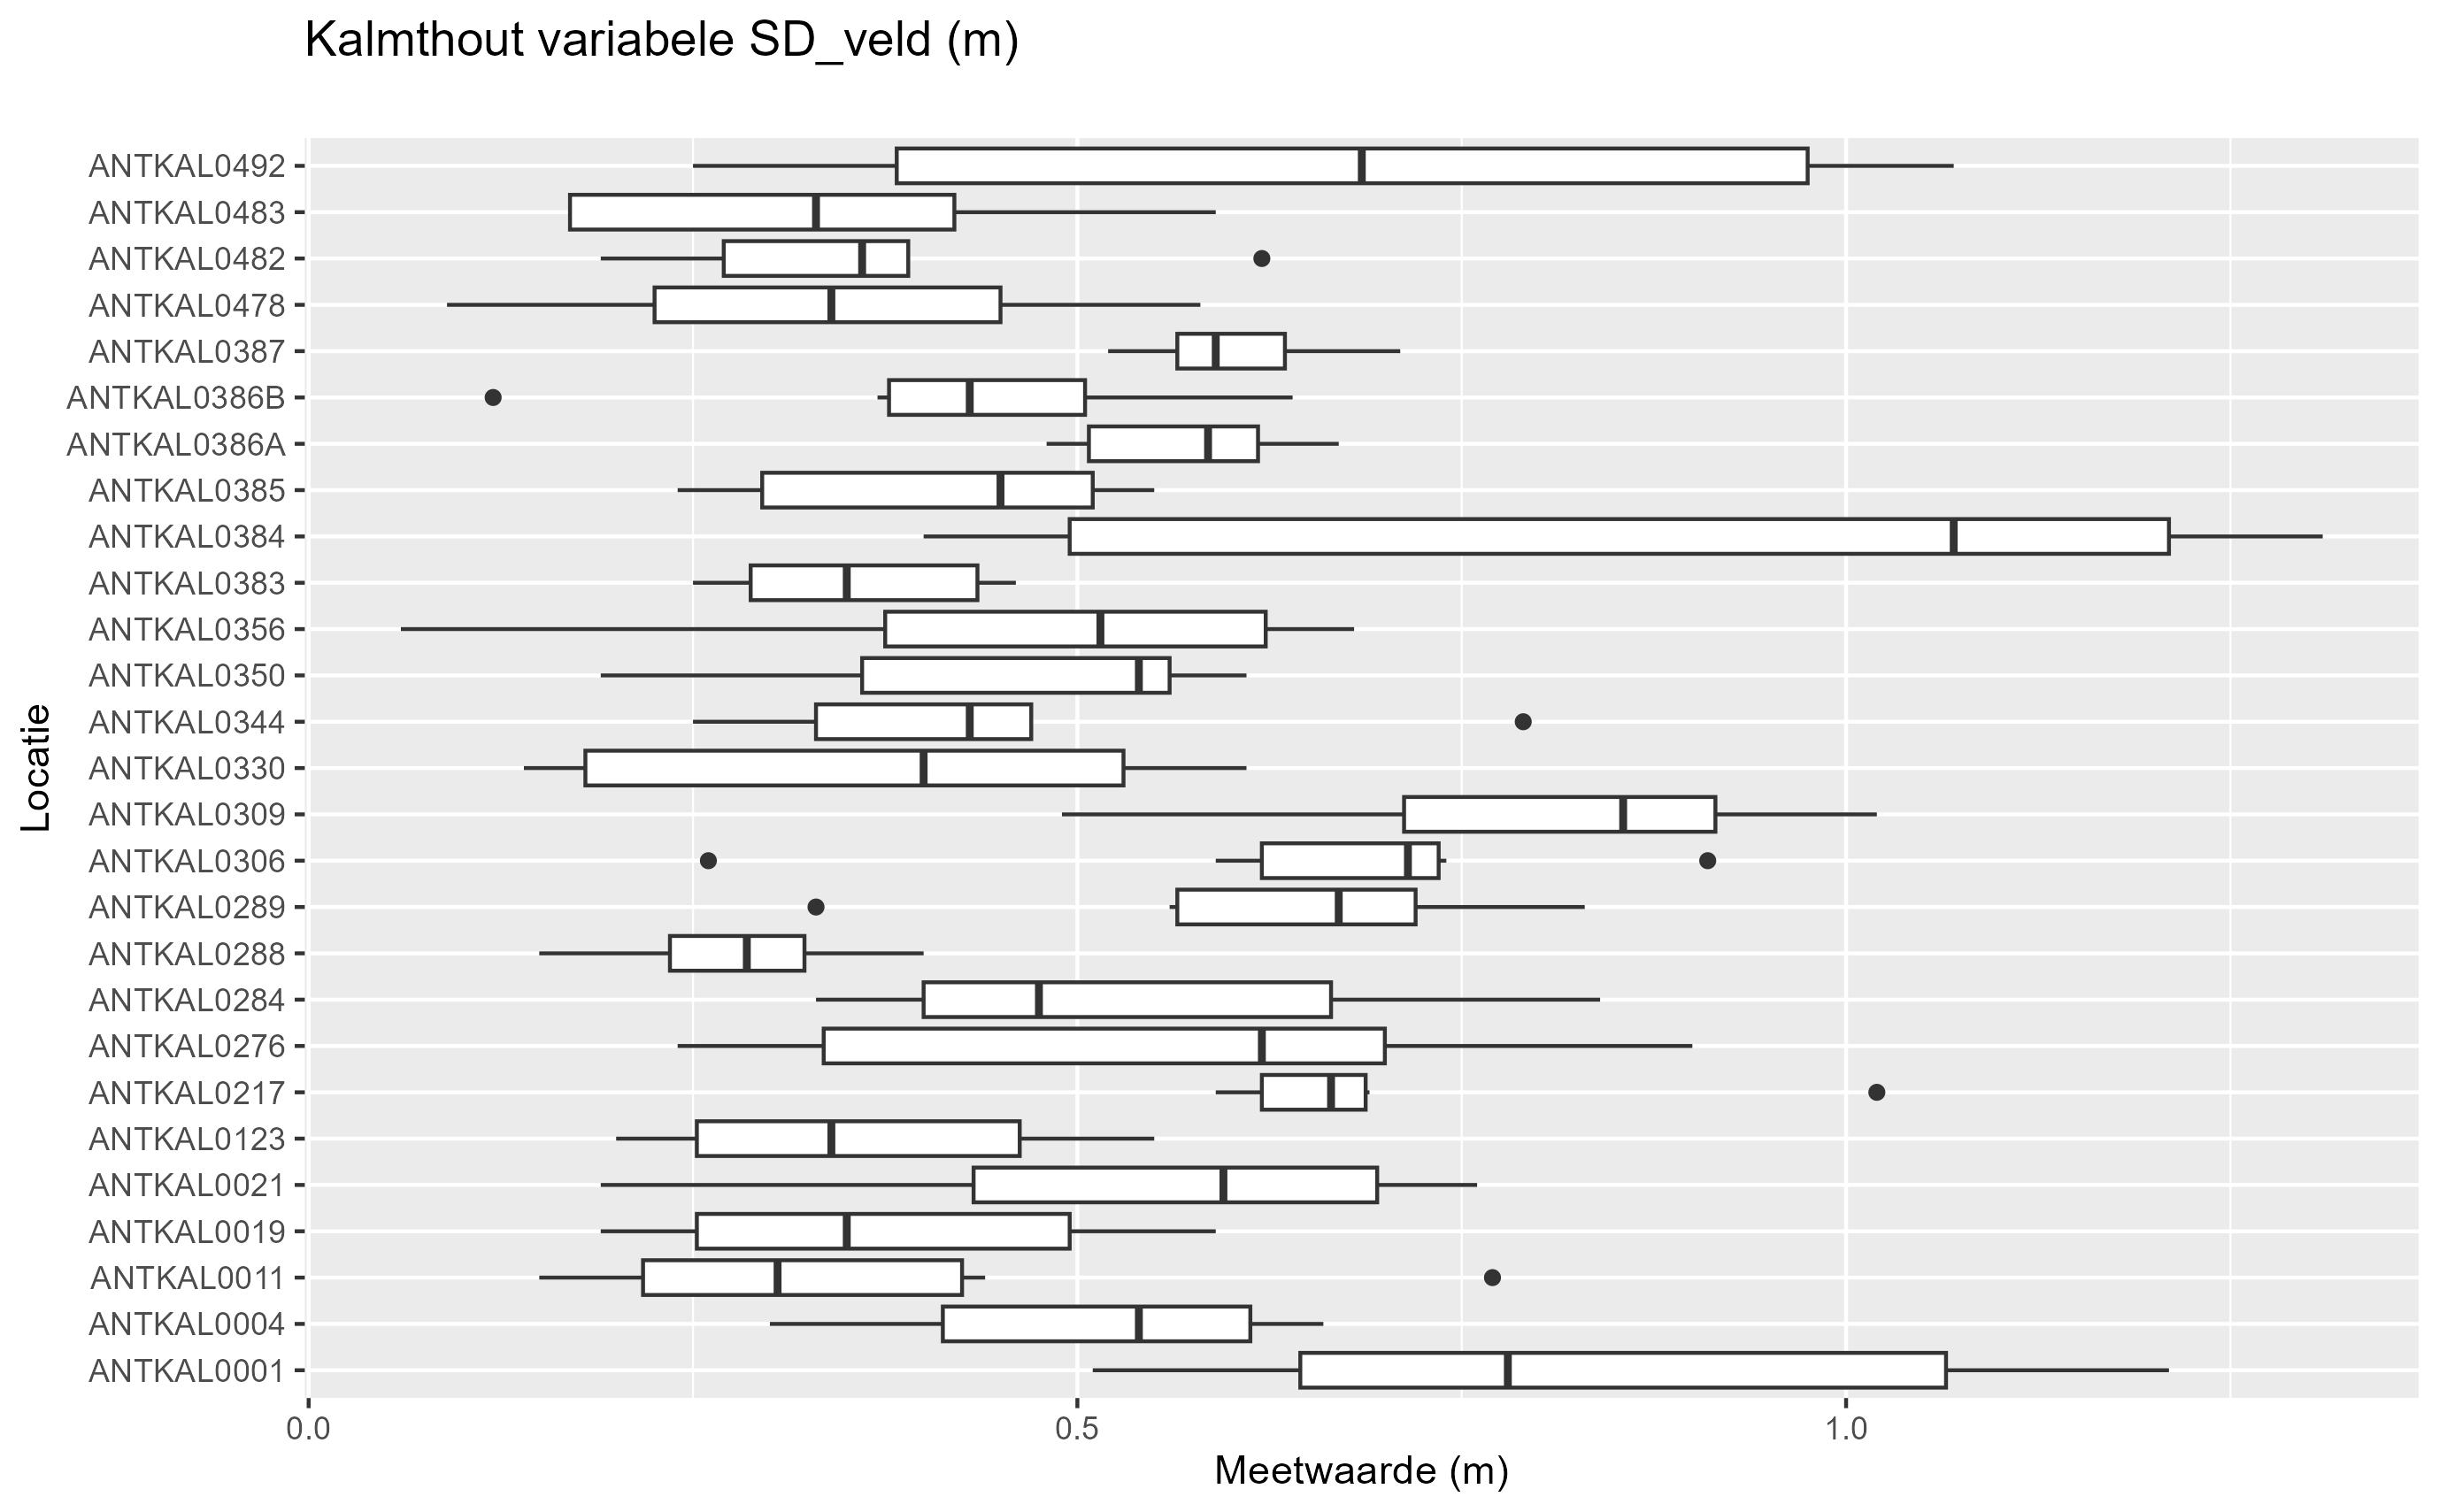 Kalmthout variabele SD_veld (m)
ANTKAL0492
ANTKAL0483
ANTKAL0482
ANTKAL0478
ANTKAL0387
ANTKAL0386B
ANTKAL0386A
ANTKAL0385
ANTKAL0384
ANTKAL0383
ANTKAL0356
ANTKAL0350
ANTKAL0344
ANTKAL0330
ANTKAL0309
ANTKAL0306
ANTKAL0289
ANTKAL0288
ANTKAL0284
ANTKAL0276
ANTKAL0217
ANTKAL0123
ANTKAL0021
ANTKAL0019
ANTKAL0011
ANTKAL0004
ANTKAL0001
Locatie
0.0 0.5 1.0
Meetwaarde (m)